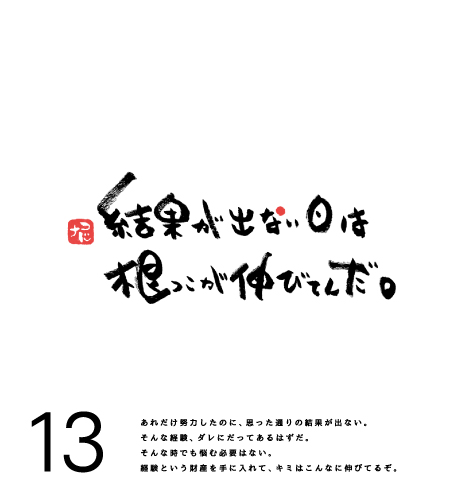 結果が出ない日は
根っこが伸びてんだ。
13
あれだけ努力したのに、思った通りの結果が出ない。
そんな経験、ダレにだってあるはずだ。
そんな時でも悩む必要はない。
経験という財産を手に入れて、キミはこんなに伸びてるぞ。